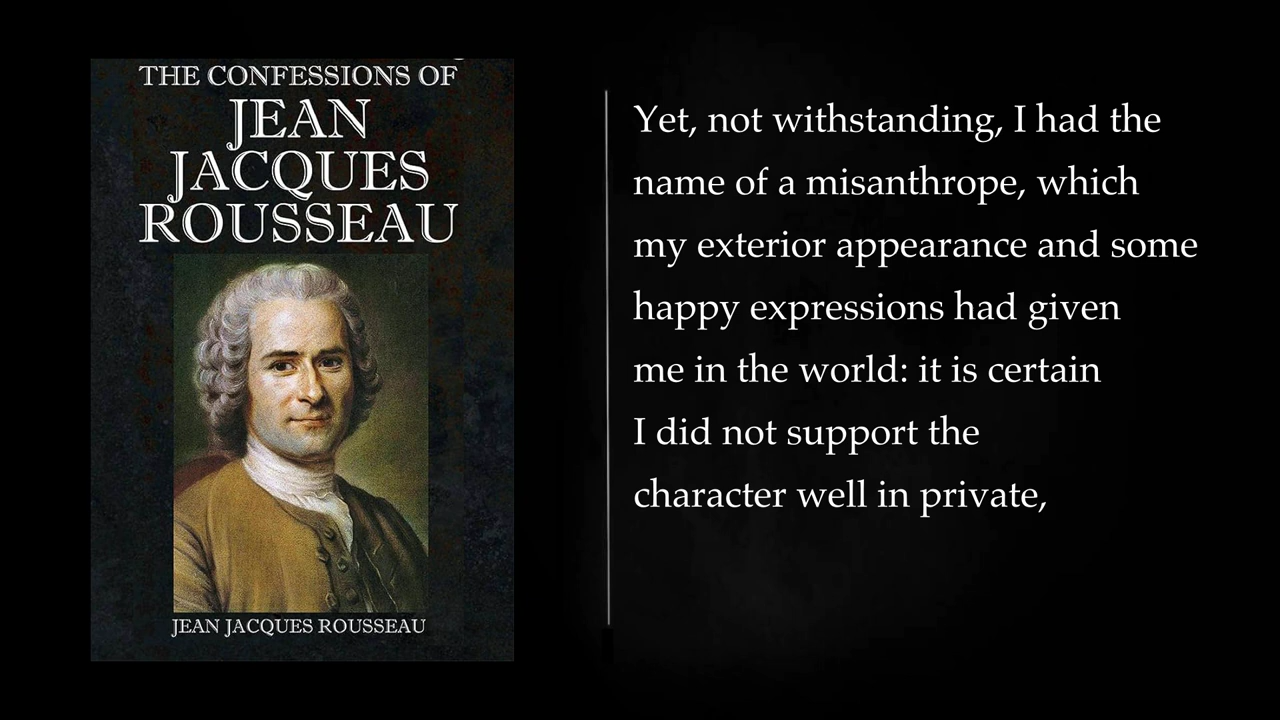 THE CONFESSIONS OF
JEAN
JACQUES
ROUSSEAU
JEAN JACQUES ROUSSEAU
Yet, not withstanding, I had the
name of a misanthrope, which
my exterior appearance and some
happy expressions had given
me in the world: it is certain
I did not support the
character well in private,